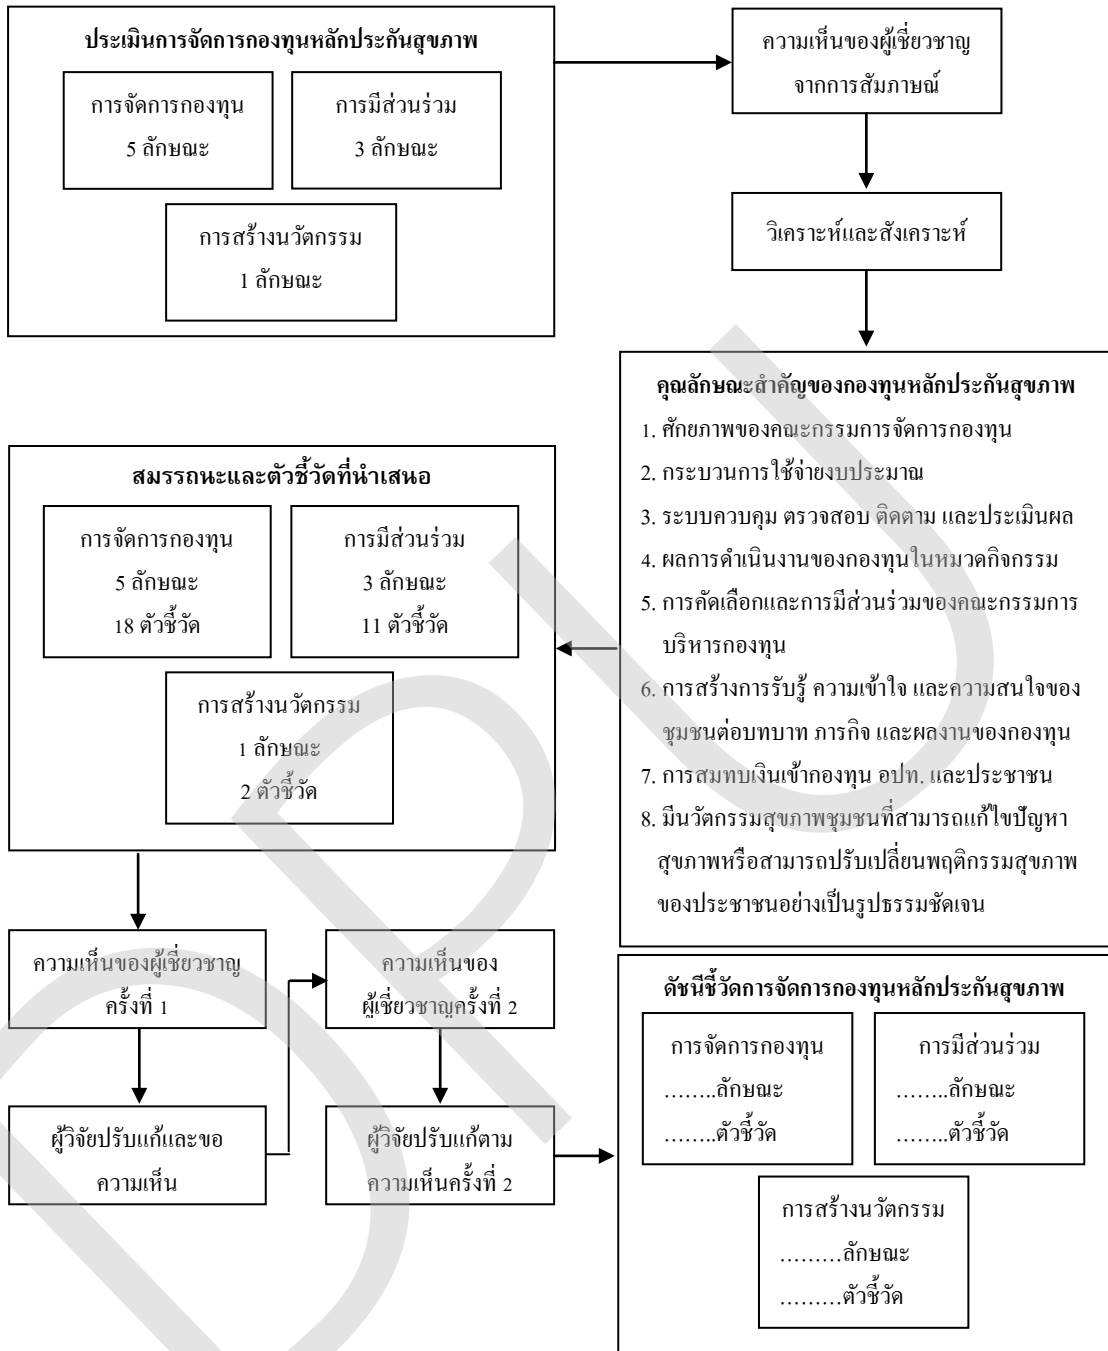 ประเมินการจัดการกองทุนหลักประกันสุขภาพ
การจัดการกองทุน
5 ลักษณะ
การมีส่วนร่วม
3 ลักษณะ
การสร้างนวัตกรรม
1 ลักษณะ
ความเห็นของผู้เชี่ยวชาญ
จากการสัมภาษณ์
วิเคราะห์และสังเคราะห์
คุณลักษณะสำคัญของกองทุนหลักประกันสุขภาพ
1. ศักยภาพของคณะกรรมการจัดการกองทุน
2. กระบวนการใช้จ่ายงบประมาณ
3. ระบบควบคุม ตรวจสอบ ติดตาม และประเมินผล
4. ผลการดำเนินงานของกองทุนในหมวดกิจกรรม
5. การคัดเลือกและการมีส่วนร่วมของคณะกรรมการ
บริหารกองทุน
6. การสร้างการรับรู้ ความเข้าใจ และความสนใจของ
ชุมชนต่อบทบาท ภารกิจ และผลงานของกองทุน
7. การสมทบเงินเข้ากองทุน อปท. และประชาชน
8. มีนวัตกรรมสุขภาพชุมชนที่สามารถแก้ไขปัญหา
สุขภาพหรือสามารถปรับเปลี่ยนพฤติกรรมสุขภาพ
ของประชาชนอย่างเป็นรูปธรรมชัดเจน
สมรรถหะและตัวชี้วัดที่นำเสนอ
การจัดการกองทุน
5 ลักษณะ
18 ตัวชี้วัด
การมีส่วนร่วม
3 ลักษณะ
11 ตัวชี้วัด
การสร้างนวัตกรรม
1 ลักษณะ
2 ตัวชี้วัด
ความเห็นของผู้เชี่ยวชาญ
ครั้งที่ 1
ผู้วิจัยปรับแก้และขอ
ความเห็น
ความเห็นของ
ผู้เชี่ยวชาญครั้งที่ 2
ผู้วิจัยปรับแก้ตาม
ความเห็นครั้งที่ 2
ดัชนีชี้วัดการจัดการกองทุนหลักประกันสุขภาพ
การจัดการกองทุน
……..ลักษณะ
……..ตัวชี้วัด
การมีส่วนร่วม
……..ลักษณะ
……..ตัวชี้วัด
การสร้างนวัตกรรม
………ลักษณะ
………ตัวชี้วัด
DPU